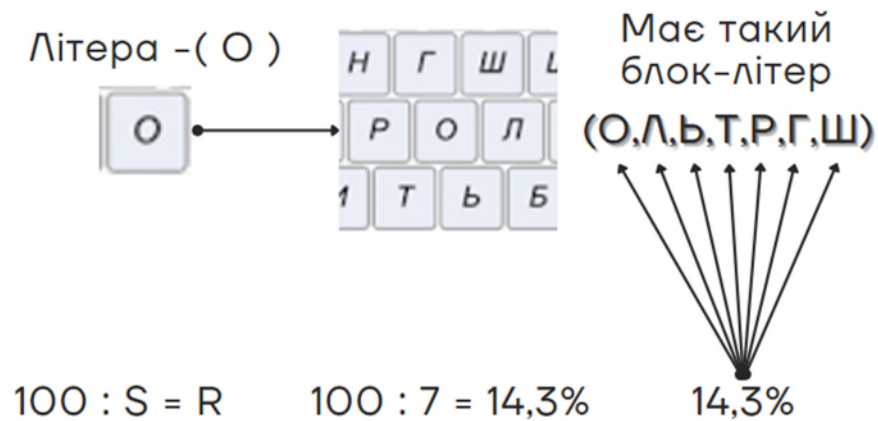 Літера -( О )
О
Н Г Ш
Р О Л
Т Ь Б
Має такий
блок-літер
(О,Л,Ь,Т,Р,Г,Ш)
100 : S = R
100 : 7 = 14,3%
14,3%